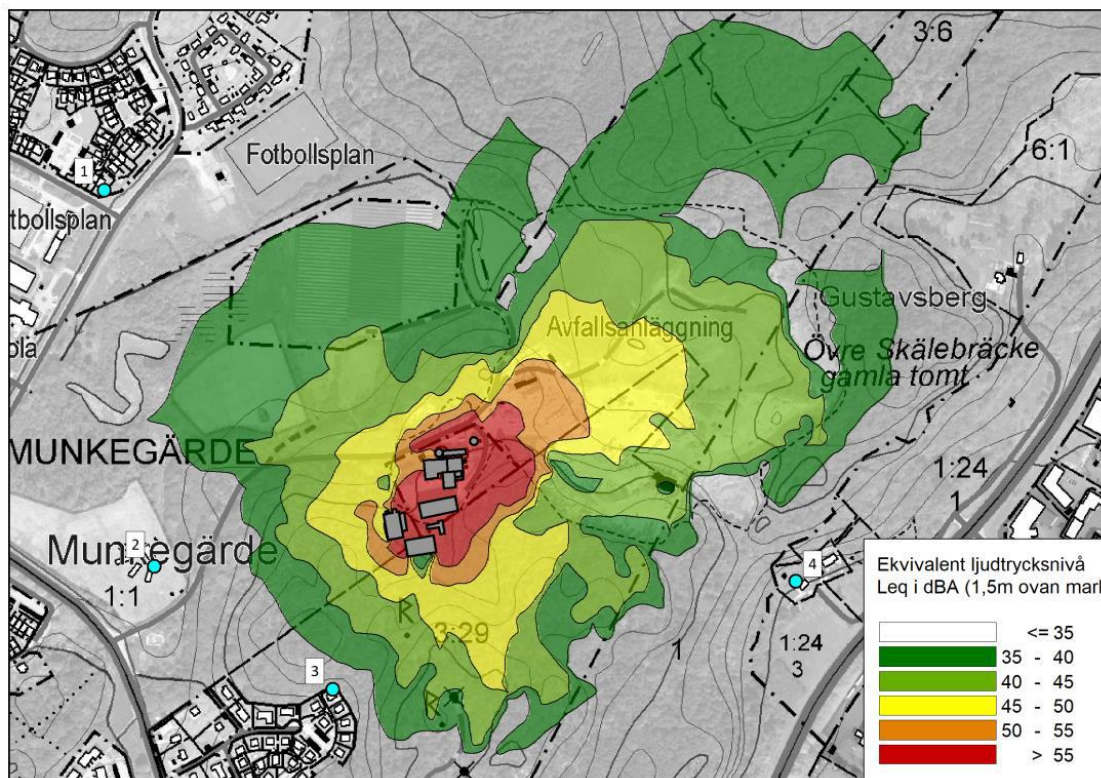 3:6
Fotbollsplan
1
6:1
tbollsplan
Gustavsberg
Avfallsanläggning
Övre Skälebräcke
gamla tomt
ola
MUNKEGÄRDE
1:24
1
Munkegärde
2
1:1
4
R
3:29
1
1:24
3
3
R
Ekvivalent ljudtrycksnivå
Leq i dBA (1,5m ovan mark
<= 35
35 - 40
40 - 45
45 - 50
50 - 55
> 55